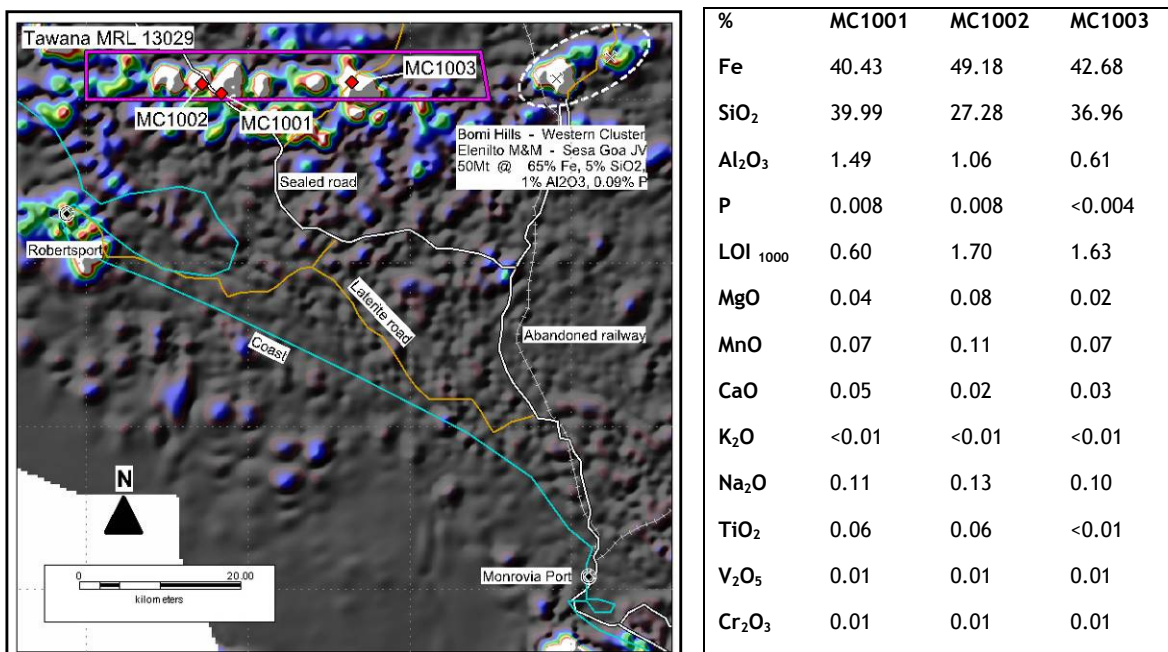 Tawana MRL 13029
MC1003
MC1002
MC1001
Bomi Hills - Western Cluster
Elenilto M&M - Sesa Goa JV
50Mt @ 65% Fe, 5% SiO2,
1% Al2O3, 0.09% P
Sealed road
Robertsport
Laterite road
Abandoned railway
Coast
N
0 20.00
kilometers
Monrovia Port
% MC1001 MC1002 MC1003
Fe 40.43 49.18 42.68
SiO₂ 39.99 27.28 36.96
Al₂O₃ 1.49 1.06 0.61
P 0.008 0.008 <0.004
LOI ₁₀₀₀ 0.60 1.70 1.63
MgO 0.04 0.08 0.02
MnO 0.07 0.11 0.07
CaO 0.05 0.02 0.03
K₂O <0.01 <0.01 <0.01
Na₂O 0.11 0.13 0.10
TiO₂ 0.06 0.06 <0.01
V₂O₅ 0.01 0.01 0.01
Cr₂O₃ 0.01 0.01 0.01